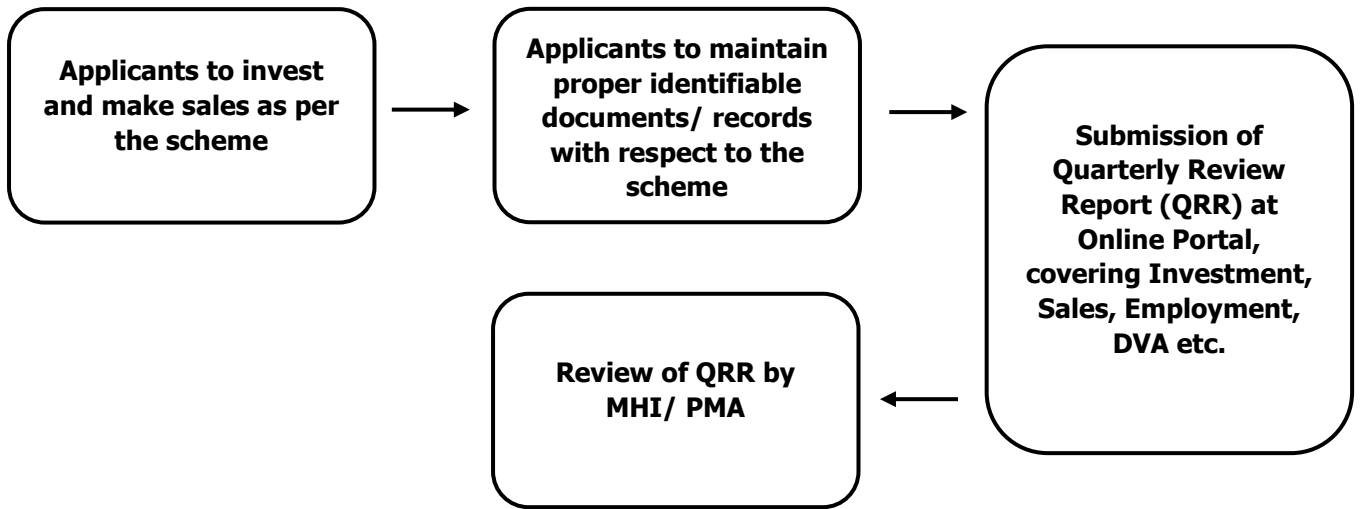 Applicants to invest
and make sales as per
the scheme
Applicants to maintain
proper identifiable
documents/ records
with respect to the
scheme
Submission of
Quarterly Review
Report (QRR) at
Online Portal,
covering Investment,
Sales, Employment,
DVA etc.
Review of QRR by
MHI/ PMA